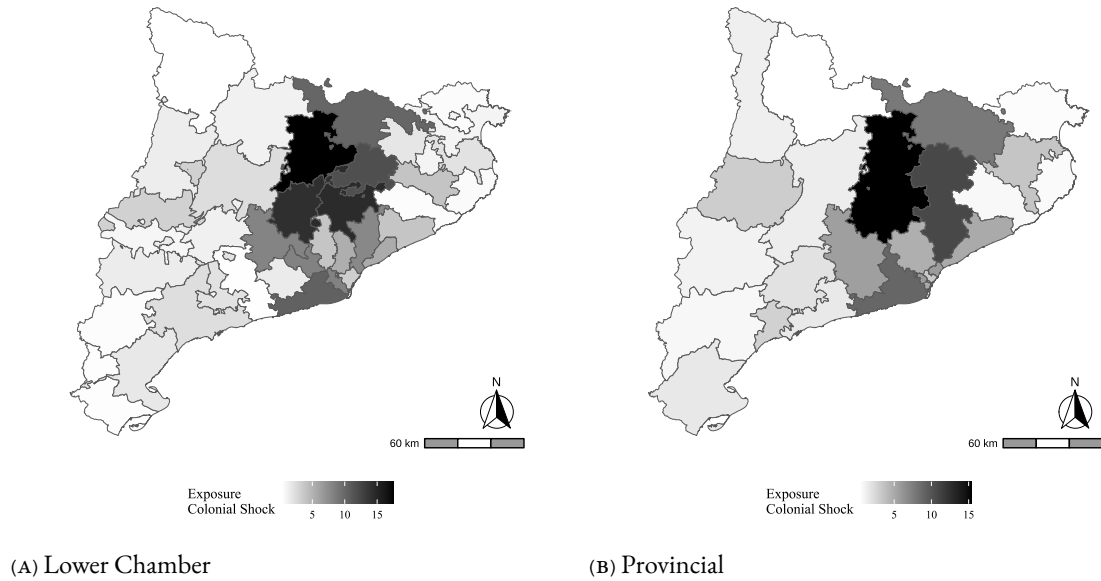 N
60 km
Exposure
Colonial Shock
5 10 15
(A) Lower Chamber
N
60 km
Exposure
Colonial Shock
5 10 15
(B) Provincial